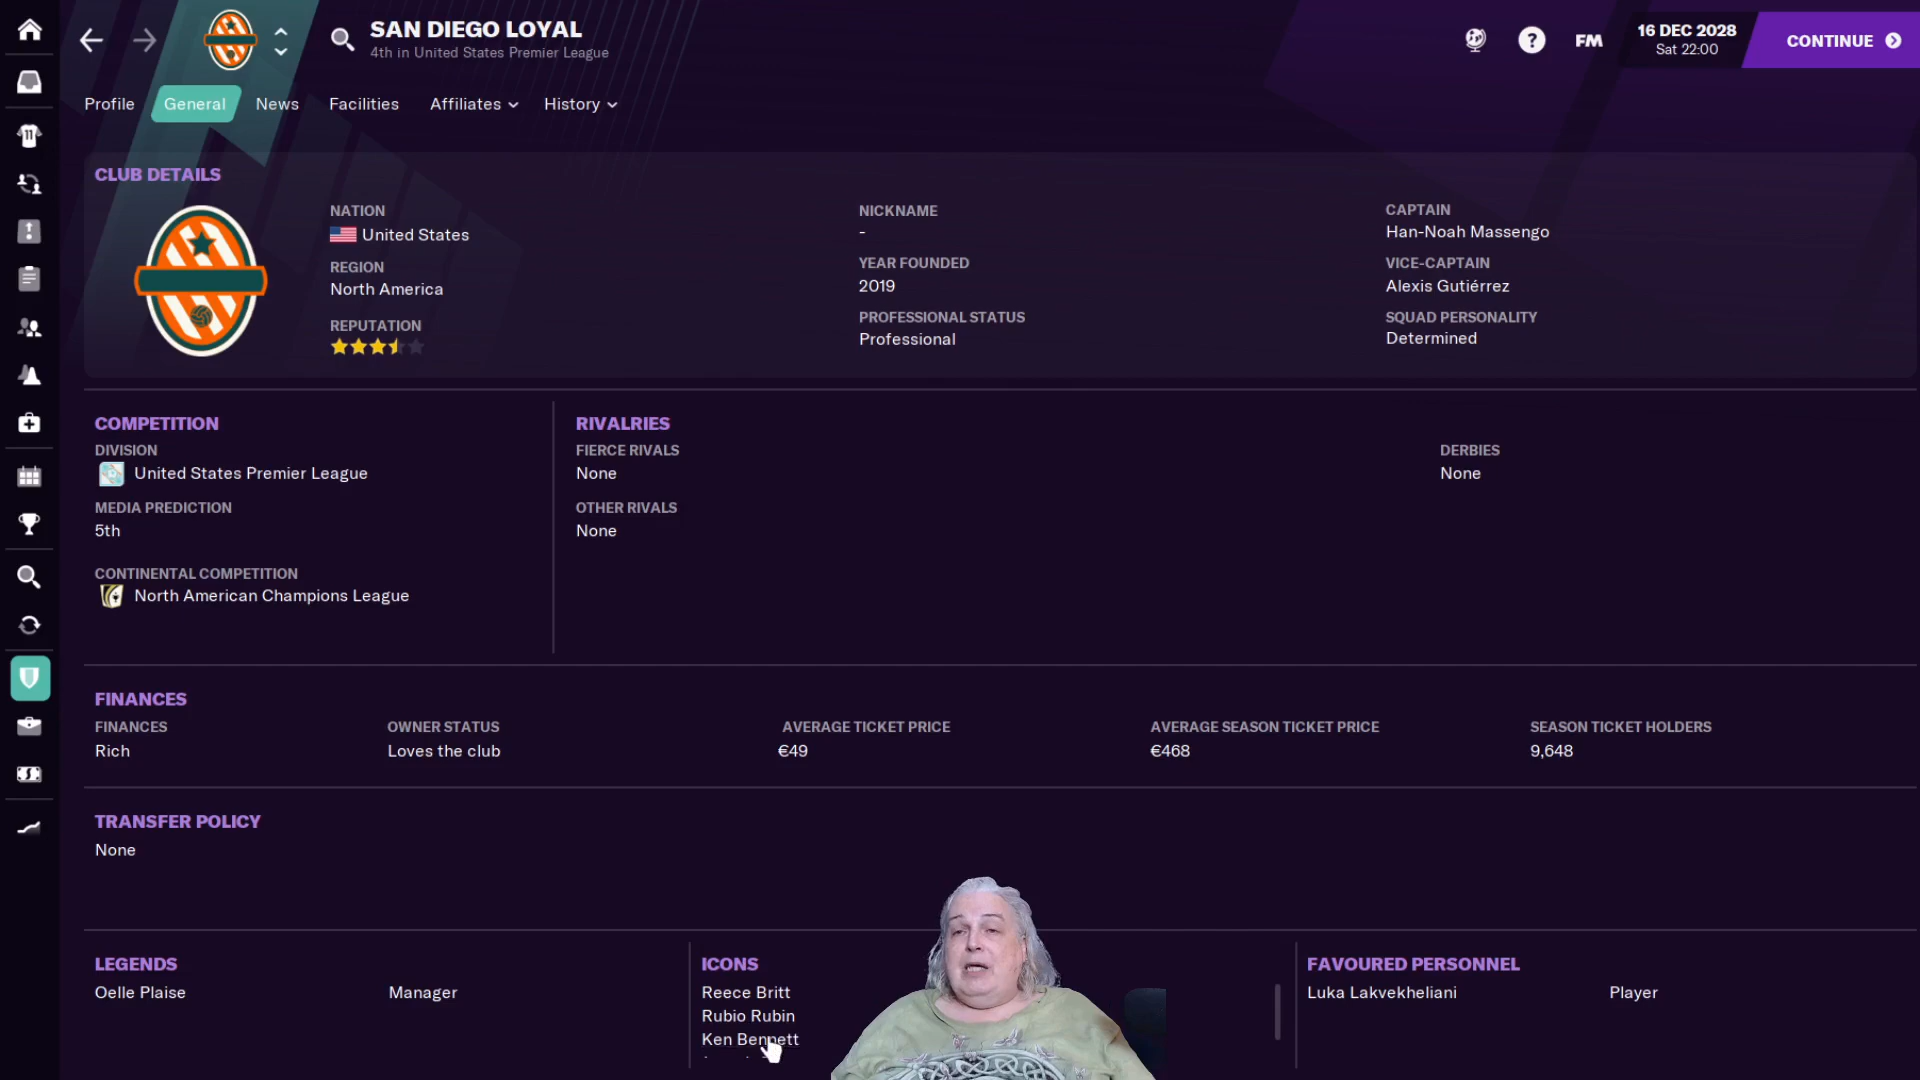 SAN DIEGO LOYAL
4th in United States Premier League
FM
16 DEC 2028
Sat 22:00
CONTINUE
Profile
General
News
Facilities
Affiliates
History
CLUB DETAILS
NATION
United States
REGION
North America
REPUTATION
NICKNAME
-
YEAR FOUNDED
2019
PROFESSIONAL STATUS
Professional
CAPTAIN
Han-Noah Massengo
VICE-CAPTAIN
Alexis Gutiérrez
SQUAD PERSONALITY
Determined
COMPETITION
DIVISION
United States Premier League
MEDIA PREDICTION
5th
CONTINENTAL COMPETITION
North American Champions League
RIVALRIES
FIERCE RIVALS
None
OTHER RIVALS
None
DERBIES
None
FINANCES
FINANCES
Rich
OWNER STATUS
Loves the club
AVERAGE TICKET PRICE
€49
AVERAGE SEASON TICKET PRICE
€468
SEASON TICKET HOLDERS
9,648
TRANSFER POLICY
None
LEGENDS
Oelle Plaise Manager
ICONS
Reece Britt
Rubio Rubin
Ken Bennett
FAVOURED PERSONNEL
Luka Lakvekheliani Player